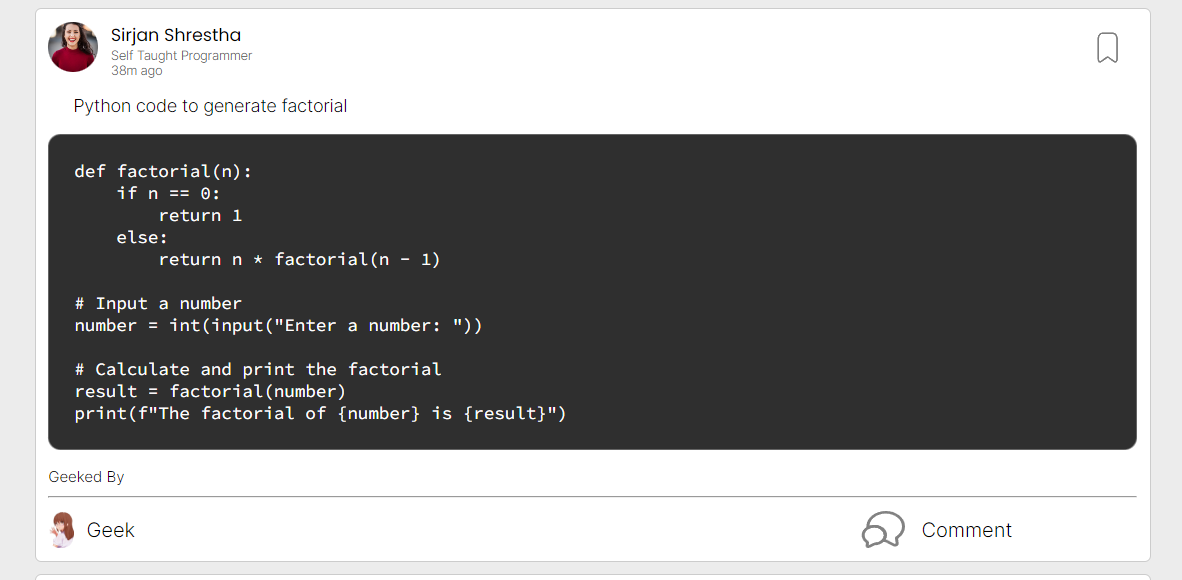 Sirjan Shrestha
Self Taught Programmer
38m ago
Python code to generate factorial
def factorial(n):
    if n == 0:
        return 1
    else:
        return n * factorial(n - 1)

# Input a number
number = int(input("Enter a number: "))

# Calculate and print the factorial
result = factorial(number)
print(f"The factorial of {number} is {result}")
Geeked By
Geek
Comment